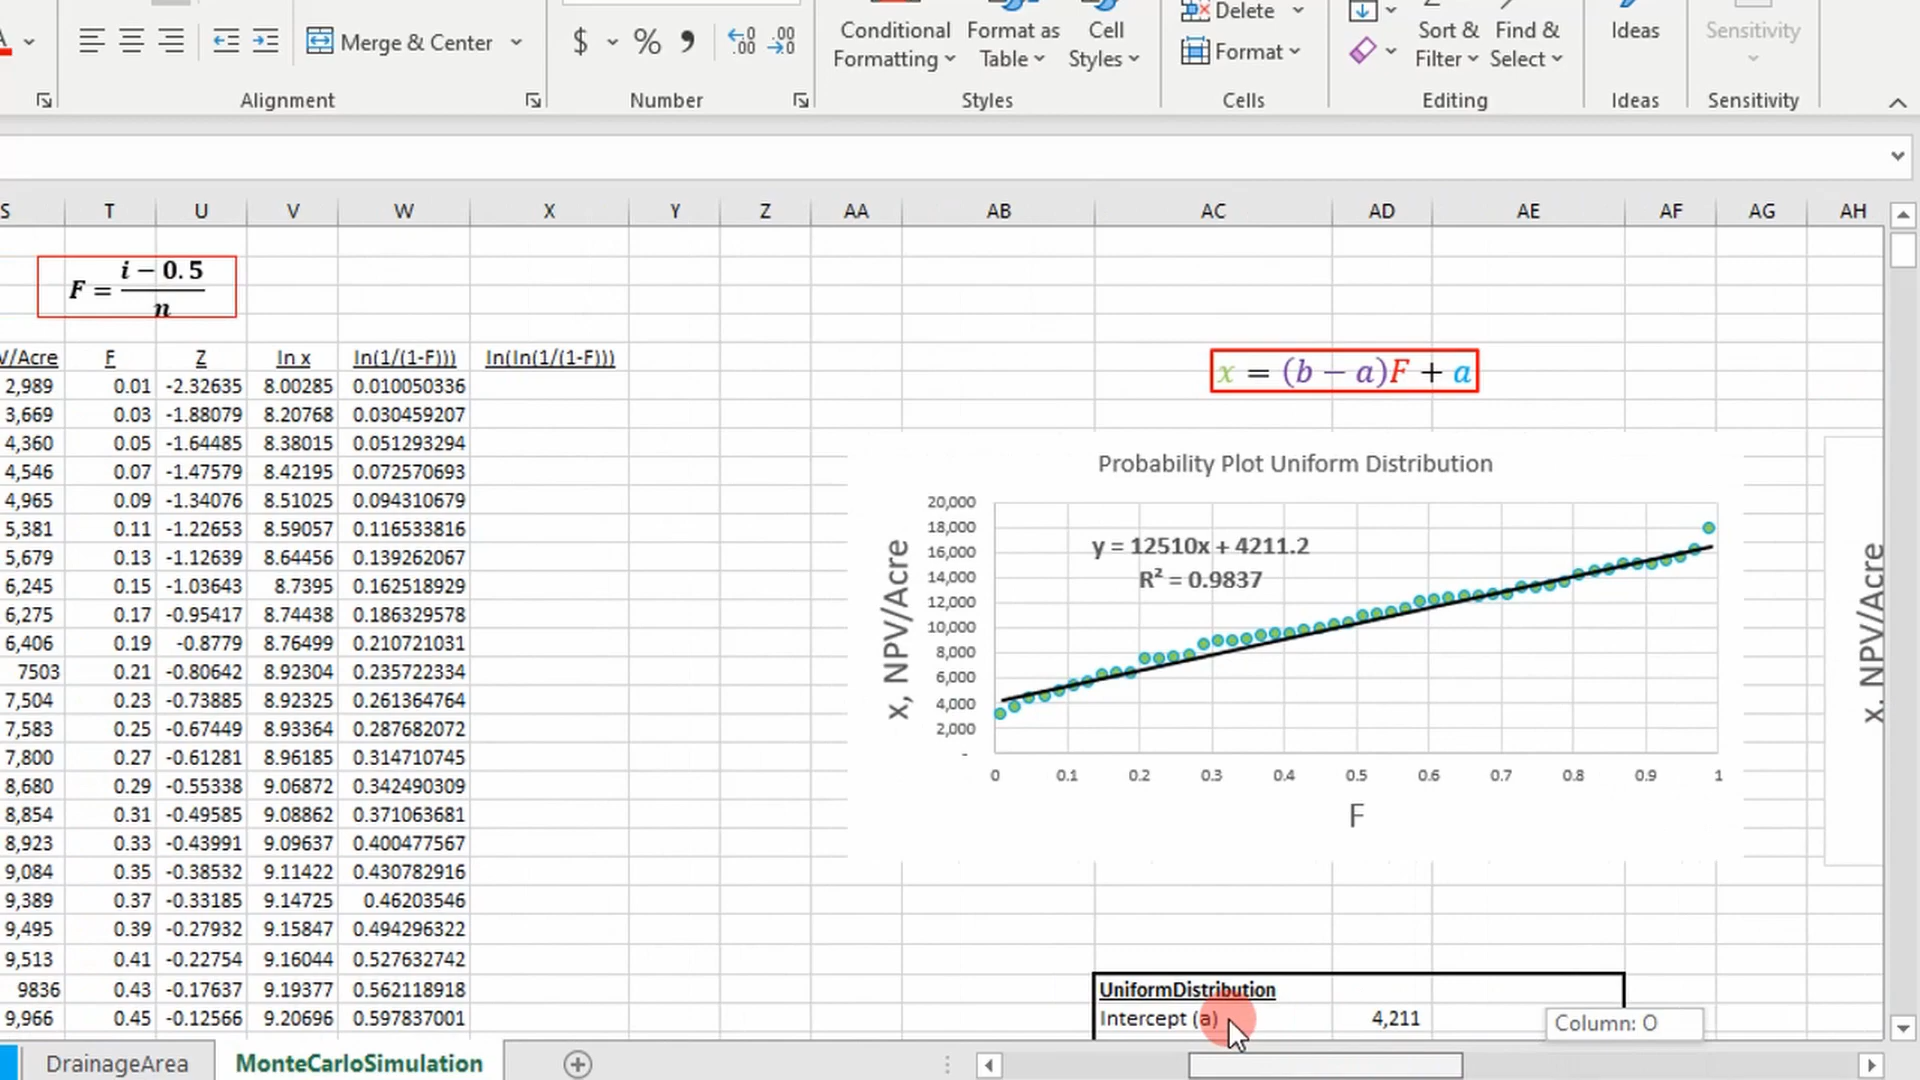 Merge & Center
$ % 9
Conditional Formatting
Format as Table
Cell Styles
Delete
Format
Sort & Filter
Find & Select
Ideas
Sensitivity
Alignment
Number
Styles
Cells
Editing
Ideas
Sensitivity
S T U V W X Y Z AA AB AC AD AE AF AG AH
F = i − 0.5 / n
x = (b − a)F + a
V/Acre F Z ln x ln(1/(1-F))) ln(ln(1/(1-F)))
2,989 0.01 -2.32635 8.00285 0.010050336
3,669 0.03 -1.88079 8.20768 0.030459207
4,360 0.05 -1.64485 8.38015 0.051293294
4,546 0.07 -1.47579 8.42195 0.072570693
4,965 0.09 -1.34076 8.51025 0.094310679
5,381 0.11 -1.22653 8.59057 0.116533816
5,679 0.13 -1.12639 8.64456 0.139262067
6,245 0.15 -1.03643 8.7395 0.162518929
6,275 0.17 -0.95417 8.74438 0.186329578
6,406 0.19 -0.8779 8.76499 0.210721031
7503 0.21 -0.80642 8.92304 0.235722334
7,504 0.23 -0.73885 8.92325 0.261364764
7,583 0.25 -0.67449 8.93364 0.287682072
7,800 0.27 -0.61281 8.96185 0.314710745
8,680 0.29 -0.55338 9.06872 0.342490309
8,854 0.31 -0.49585 9.08862 0.371063681
8,923 0.33 -0.43991 9.09637 0.400477567
9,084 0.35 -0.38532 9.11422 0.430782916
9,389 0.37 -0.33185 9.14725 0.46203546
9,495 0.39 -0.27932 9.15847 0.494296322
9,513 0.41 -0.22754 9.16044 0.527632742
9836 0.43 -0.17637 9.19377 0.562118918
9,966 0.45 -0.12566 9.20696 0.597837001
Probability Plot Uniform Distribution
y = 12510x + 4211.2
R² = 0.9837
x, NPV/Acre
20,000
18,000
16,000
14,000
12,000
10,000
8,000
6,000
4,000
2,000
-
0 0.1 0.2 0.3 0.4 0.5 0.6 0.7 0.8 0.9 1
F
x, NPV/Acre
UniformDistribution
Intercept (a) 4,211
Column: O
DrainageArea MonteCarloSimulation